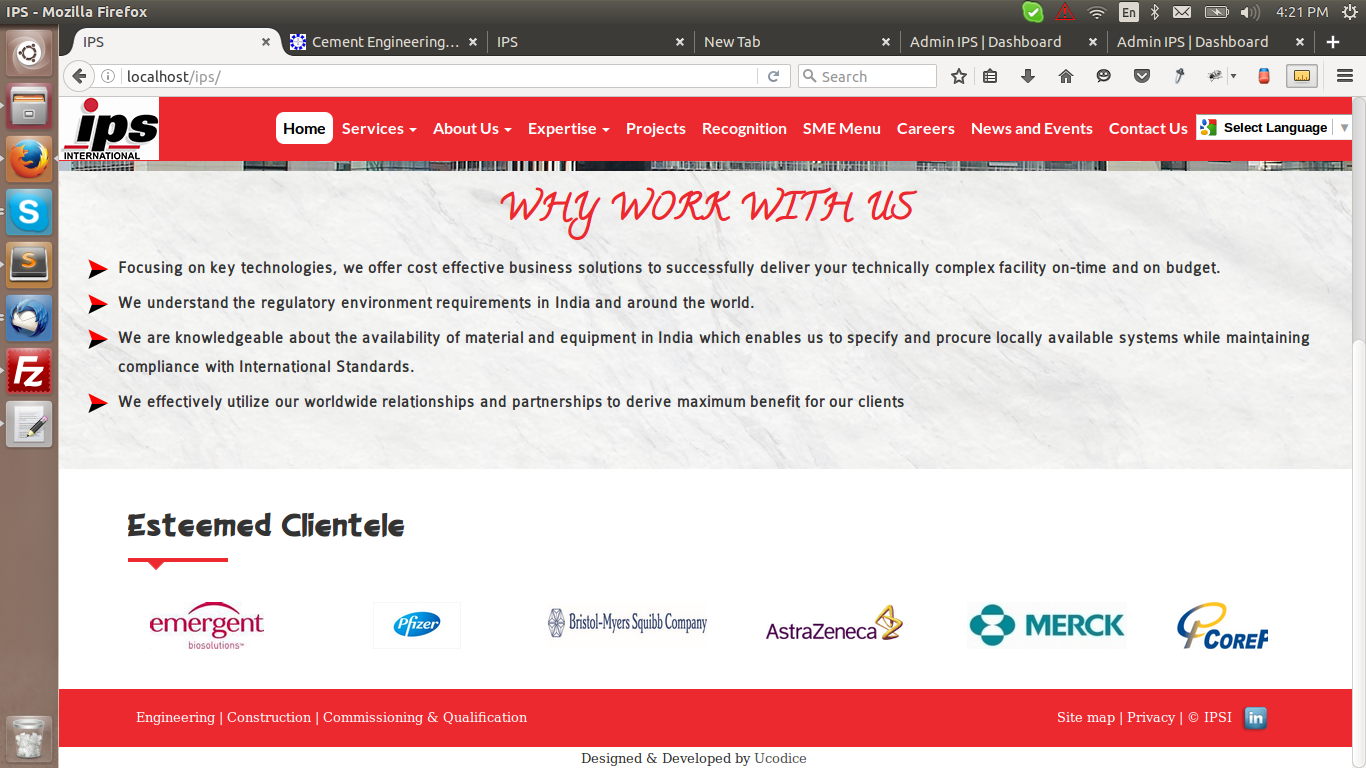 IPS - Mozilla Firefox
En
4:21 PM
IPS
Cement Engineering...
IPS
New Tab
Admin IPS | Dashboard
Admin IPS | Dashboard
localhost/ips/
Search
ips
INTERNATIONAL
Home
Services
About Us
Expertise
Projects
Recognition
SME Menu
Careers
News and Events
Contact Us
Select Language
WHY WORK WITH US
Focusing on key technologies, we offer cost effective business solutions to successfully deliver your technically complex facility on-time and on budget.
We understand the regulatory environment requirements in India and around the world.
We are knowledgeable about the availability of material and equipment in India which enables us to specify and procure locally available systems while maintaining
compliance with International Standards.
We effectively utilize our worldwide relationships and partnerships to derive maximum benefit for our clients
Esteemed Clientele
emergent
biosolutions™
Pfizer
Bristol-Myers Squibb Company
AstraZeneca
MERCK
Engineering | Construction | Commissioning & Qualification
Site map | Privacy | © IPSI
in
Designed & Developed by Ucodice